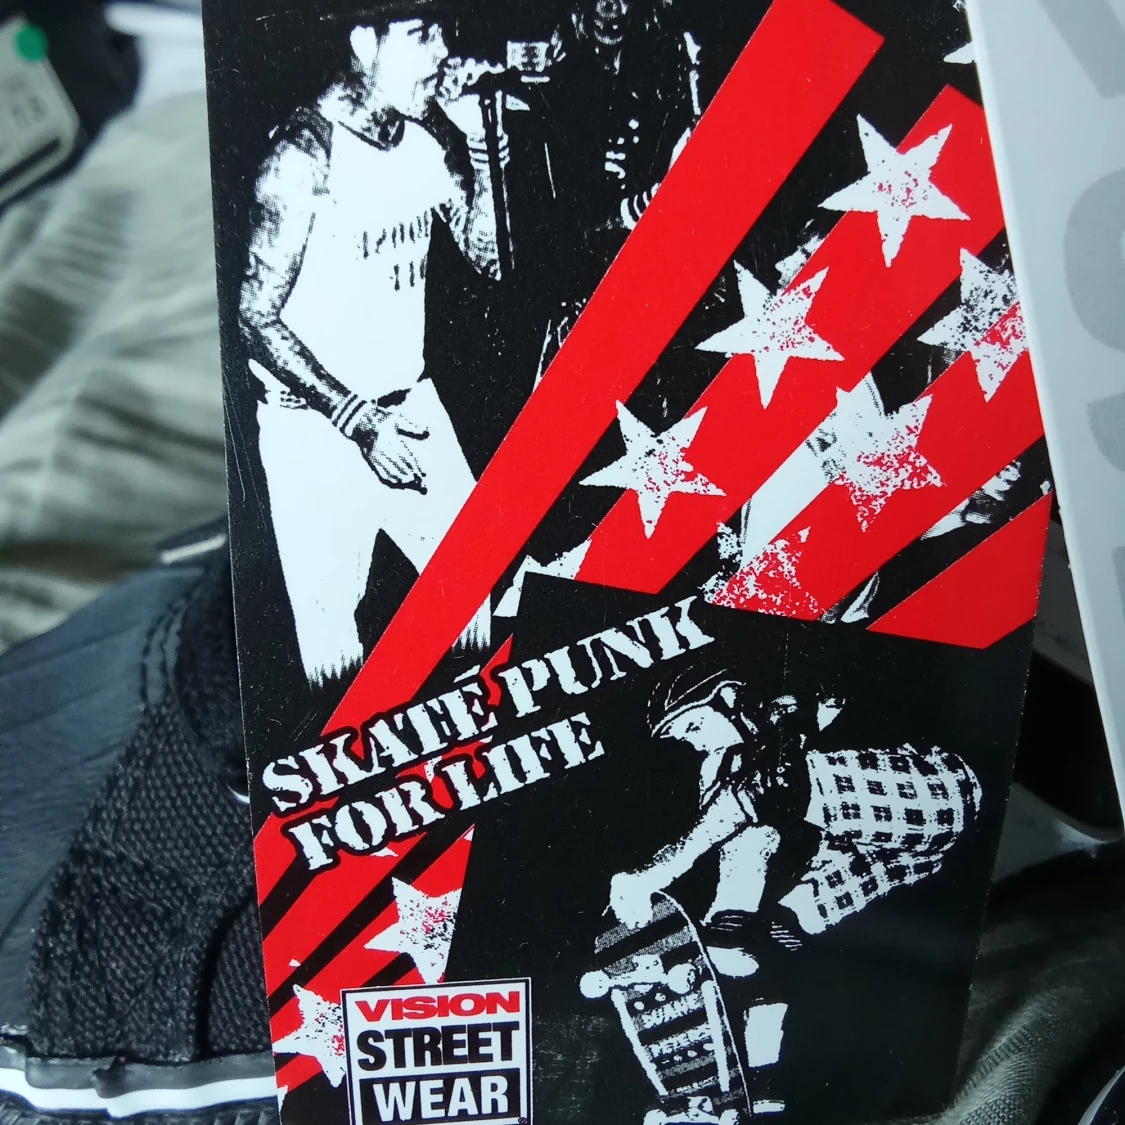 SKATE PUNK
FOR LIFE
VISION
STREET
WEAR